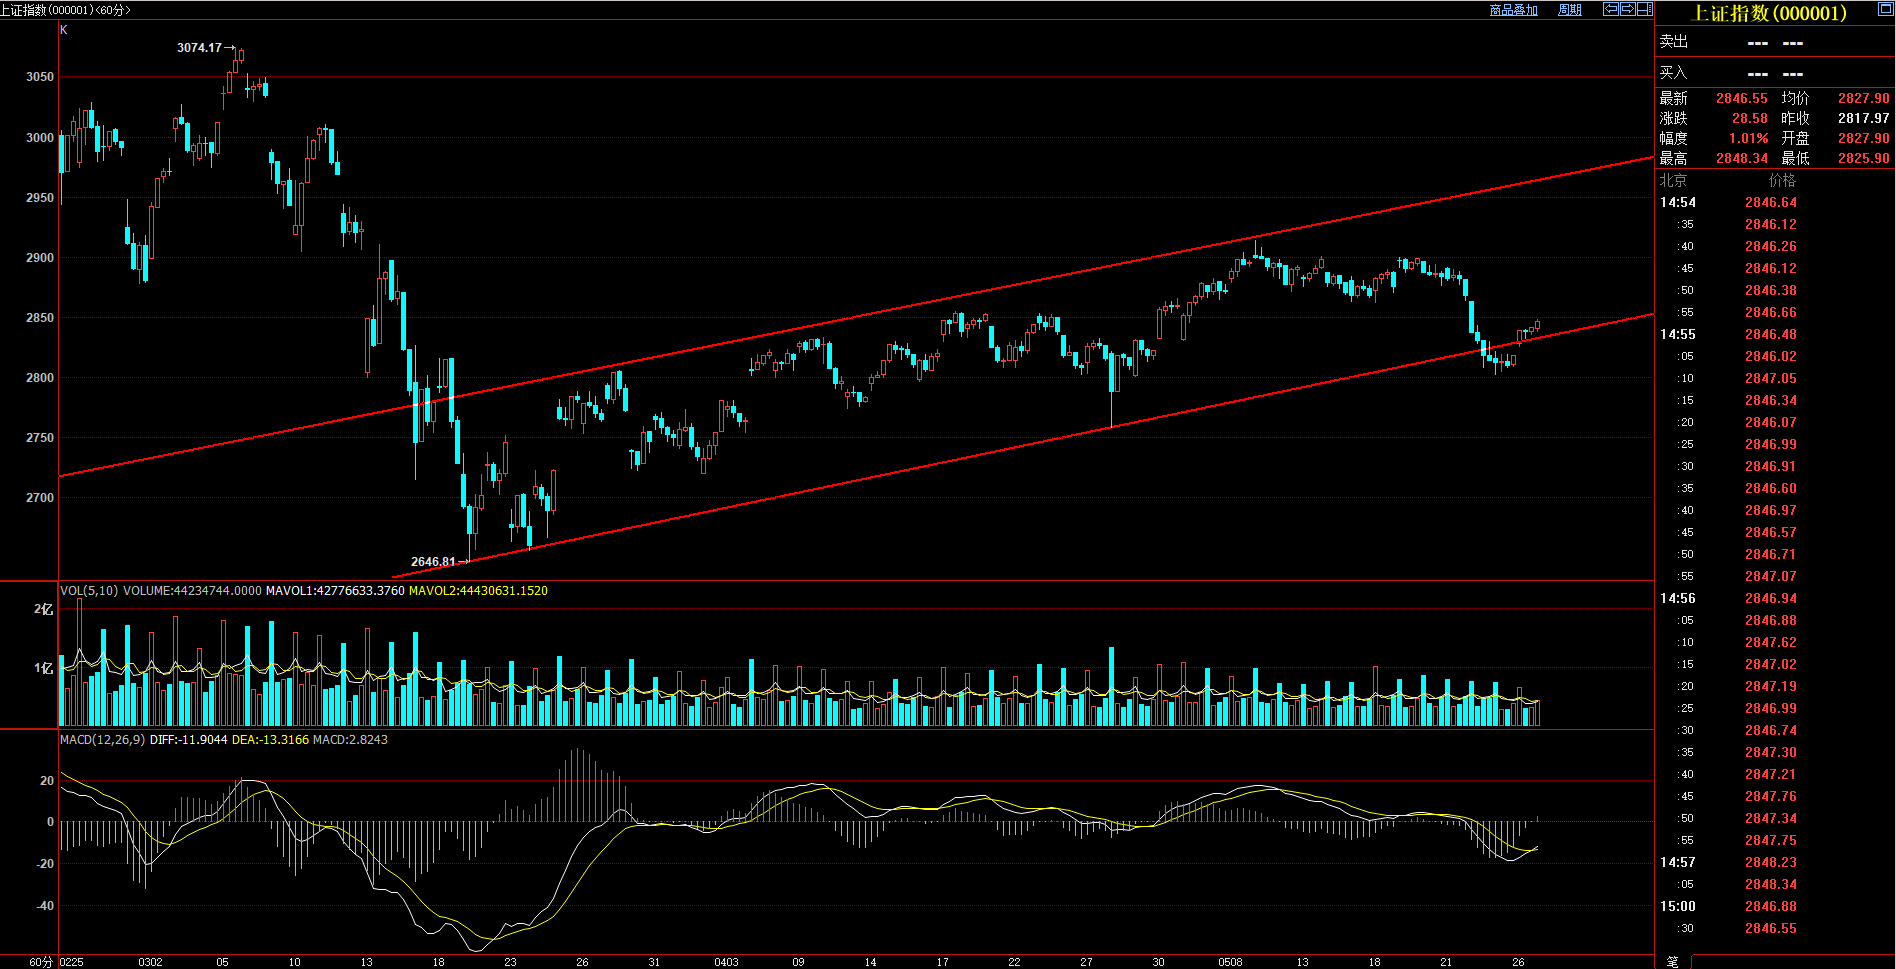 上证指数(000001)<60分>
商品叠加 周期
上证指数(000001)
K
3074.17
3050
3000
2950
2900
2850
2800
2750
2700
2646.81
卖出 --- ---
买入 --- ---
最新 2846.55 均价 2827.90
涨跌 28.58 昨收 2817.97
幅度 1.01% 开盘 2827.90
最高 2848.34 最低 2825.90
北京 价格
14:54 2846.64
:35 2846.12
:40 2846.26
:45 2846.12
:50 2846.38
:55 2846.66
14:55 2846.48
:05 2846.02
:10 2847.05
:15 2846.34
:20 2846.07
:25 2846.99
:30 2846.91
:35 2846.60
:40 2846.97
:45 2846.57
:50 2846.71
:55 2847.07
14:56 2846.94
:05 2846.88
:10 2847.62
:15 2847.02
:20 2847.19
:25 2846.99
:30 2846.74
:35 2847.30
:40 2847.21
:45 2847.76
:50 2847.34
:55 2847.75
14:57 2848.23
:05 2848.34
15:00 2846.88
:30 2846.55
VOL(5,10) VOLUME:44234744.0000 MAVOL1:42776633.3760 MAVOL2:44430631.1520
2亿
1亿
MACD(12,26,9) DIFF:-11.9044 DEA:-13.3166 MACD:2.8243
20
0
-20
-40
60分 0225 0302 05 10 13 18 23 26 31 0403 09 14 17 22 27 30 0508 13 18 21 26
笔